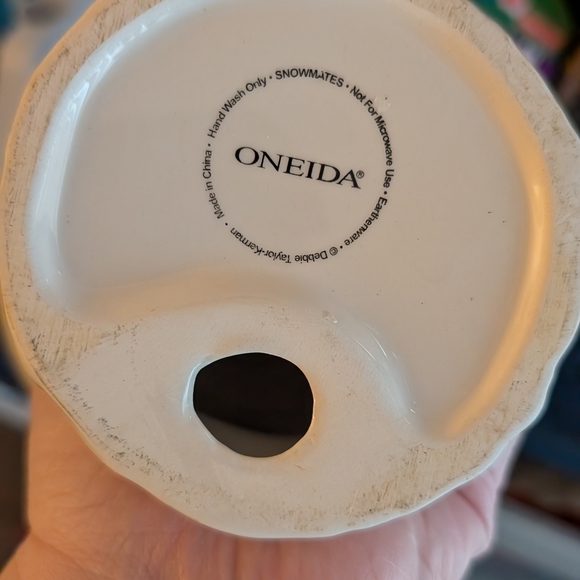 Made in China • Hand Wash Only • SNOWMATES • Not For Microwave Use • Earthenware • © Debbie Taylor-Kerman •
ONEIDA®